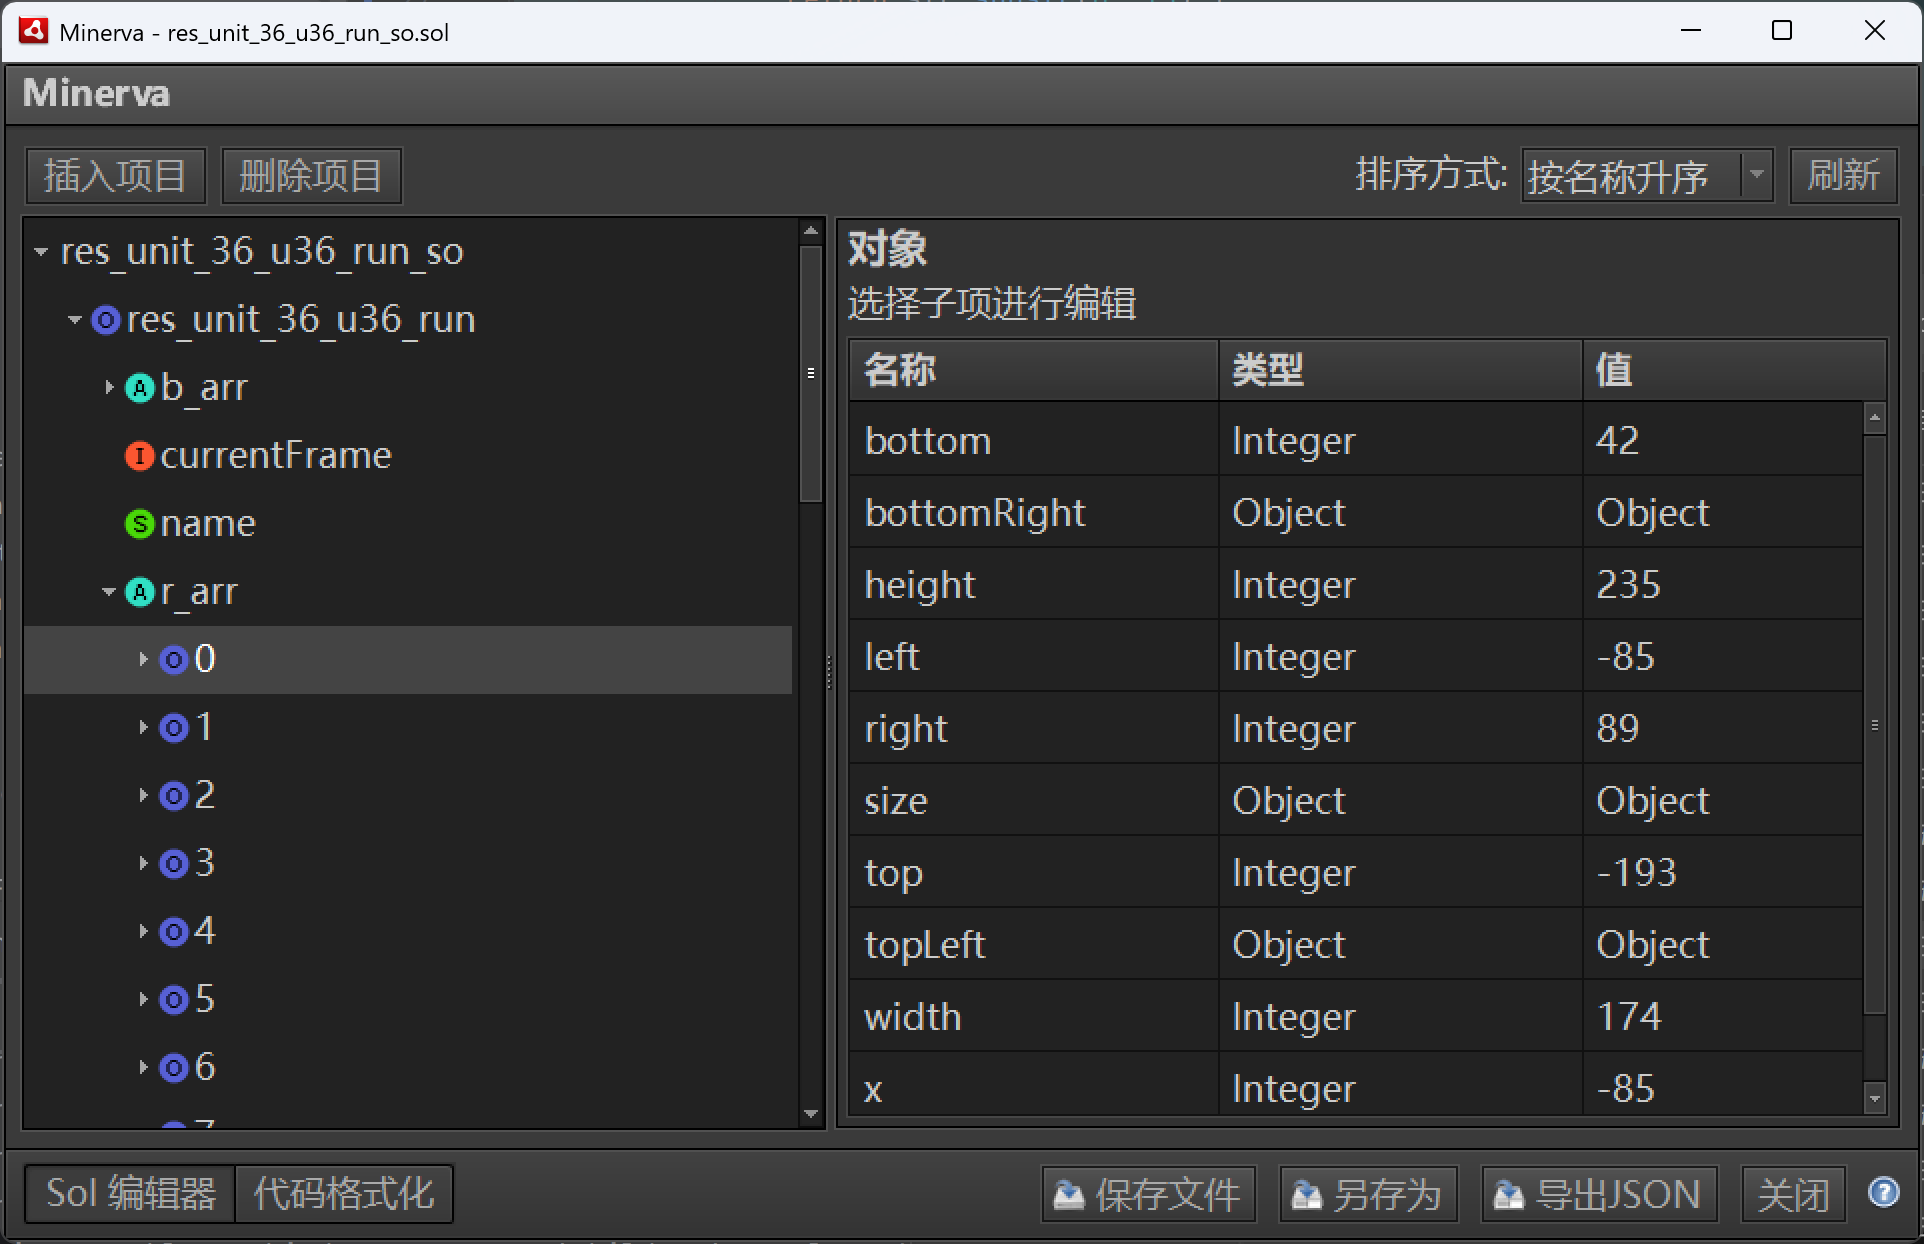 Minerva - res_unit_36_u36_run_so.sol
Minerva
插入项目 删除项目 排序方式: 按名称升序 刷新
res_unit_36_u36_run_so
res_unit_36_u36_run
b_arr
currentFrame
name
r_arr
0
1
2
3
4
5
6
对象
选择子项进行编辑
名称 类型 值
bottom Integer 42
bottomRight Object Object
height Integer 235
left Integer -85
right Integer 89
size Object Object
top Integer -193
topLeft Object Object
width Integer 174
x Integer -85
Sol 编辑器 代码格式化 保存文件 另存为 导出JSON 关闭